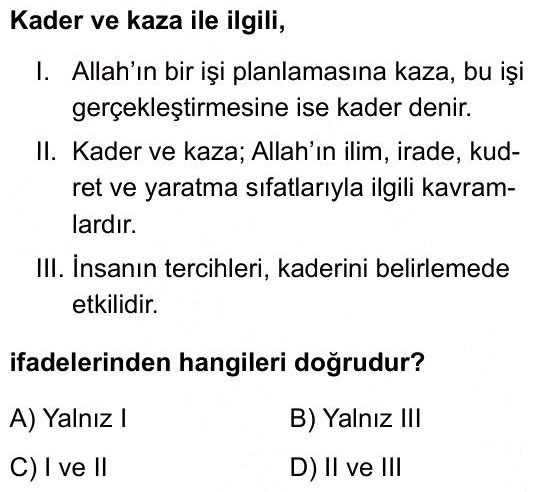 Kader ve kaza ile ilgili,
I. Allah'ın bir işi planlamasına kaza, bu işi
gerçekleştirmesine ise kader denir.
II. Kader ve kaza; Allah'ın ilim, irade, kud-
ret ve yaratma sıfatlarıyla ilgili kavram-
lardır.
III. İnsanın tercihleri, kaderini belirlemede
etkilidir.
ifadelerinden hangileri doğrudur?
A) Yalnız I B) Yalnız III
C) I ve II D) II ve III